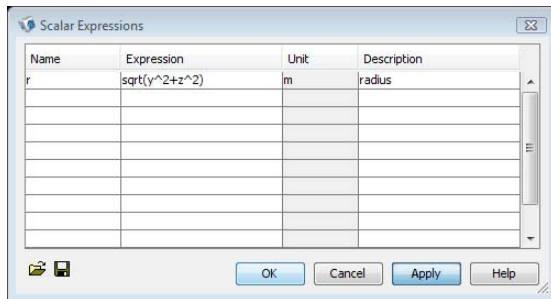 Scalar Expressions
Name Expression Unit Description
r sqrt(y^2+z^2) m radius
OK Cancel Apply Help